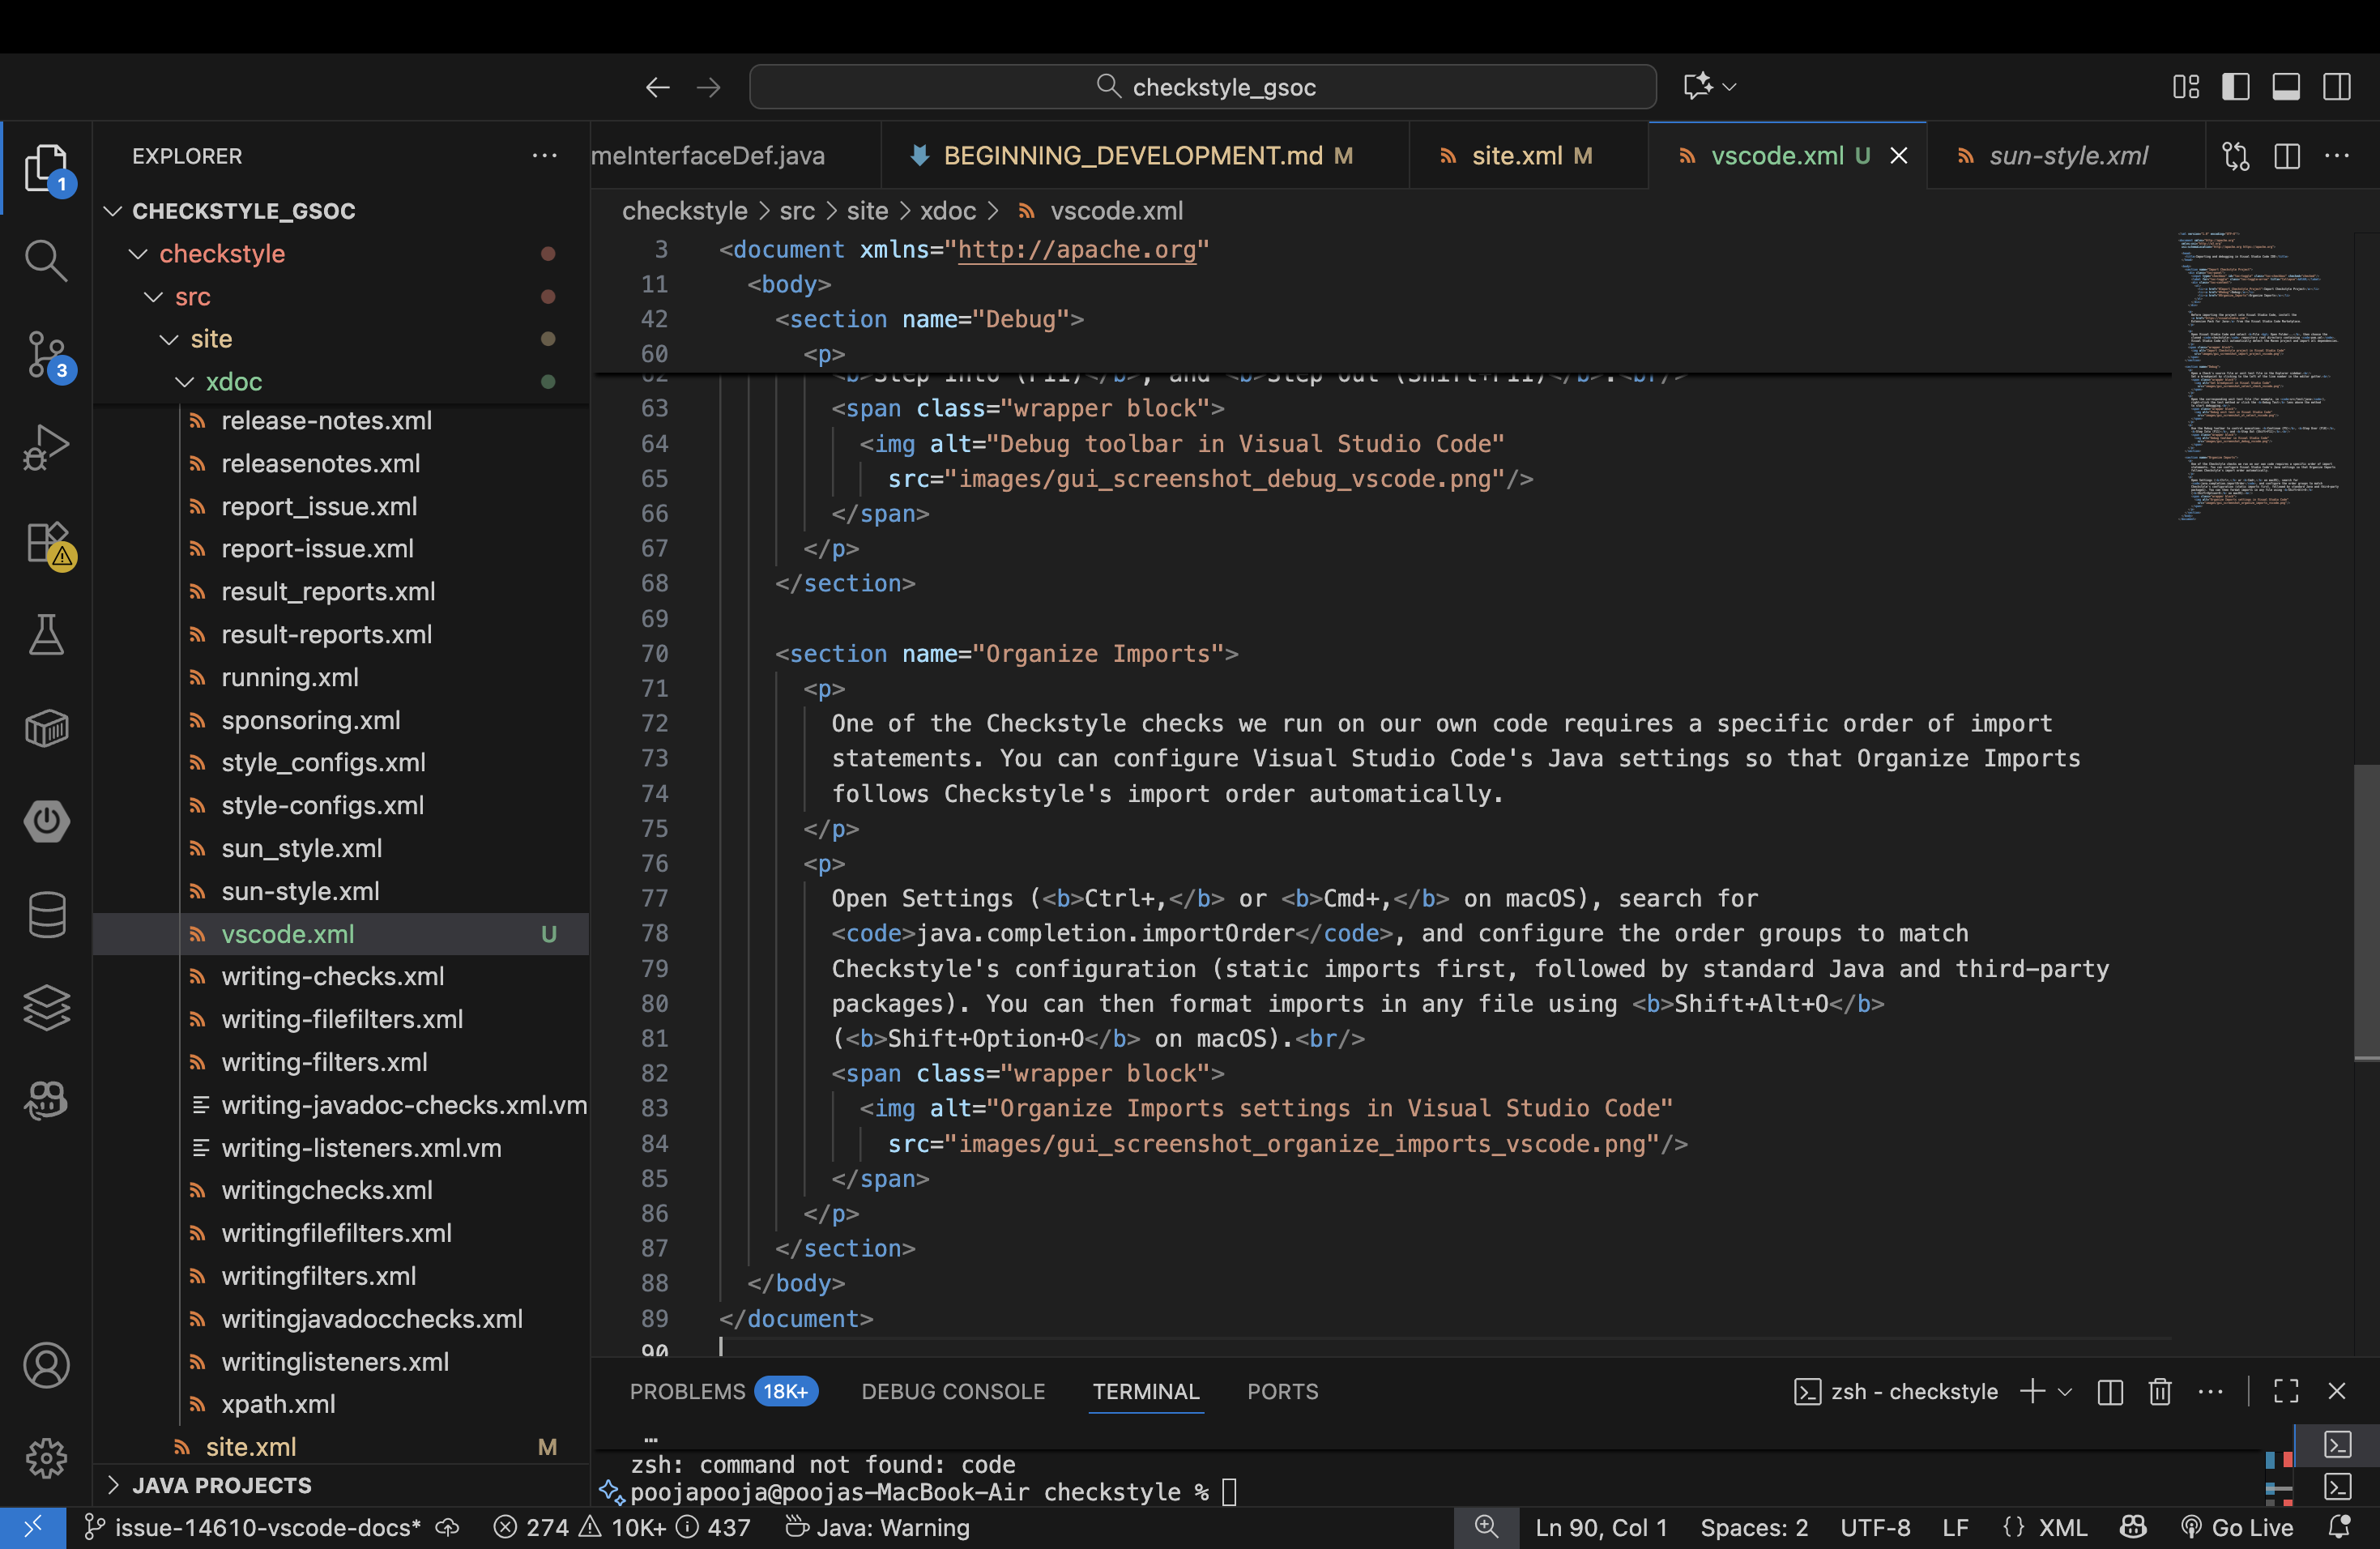 checkstyle_gsoc
EXPLORER
1
CHECKSTYLE_GSOC
checkstyle
src
site
xdoc
release-notes.xml
releasenotes.xml
report_issue.xml
report-issue.xml
result_reports.xml
result-reports.xml
running.xml
sponsoring.xml
style_configs.xml
style-configs.xml
sun_style.xml
sun-style.xml
vscode.xml U
writing-checks.xml
writing-filefilters.xml
writing-filters.xml
writing-javadoc-checks.xml.vm
writing-listeners.xml.vm
writingchecks.xml
writingfilefilters.xml
writingfilters.xml
writingjavadocchecks.xml
writinglisteners.xml
xpath.xml
site.xml M
JAVA PROJECTS
3
meInterfaceDef.java
BEGINNING_DEVELOPMENT.md M
site.xml M
vscode.xml U
sun-style.xml
checkstyle > src > site > xdoc > vscode.xml
3 <document xmlns="http://apache.org"
11 <body>
42 <section name="Debug">
60 <p>
62 <b>Step Into (F11)</b>, and <b>Step Out (Shift+F11)</b>.<br/>
63 <span class="wrapper block">
64 <img alt="Debug toolbar in Visual Studio Code"
65 src="images/gui_screenshot_debug_vscode.png"/>
66 </span>
67 </p>
68 </section>
69
70 <section name="Organize Imports">
71 <p>
72 One of the Checkstyle checks we run on our own code requires a specific order of import
73 statements. You can configure Visual Studio Code's Java settings so that Organize Imports
74 follows Checkstyle's import order automatically.
75 </p>
76 <p>
77 Open Settings (<b>Ctrl+,</b> or <b>Cmd+,</b> on macOS), search for
78 <code>java.completion.importOrder</code>, and configure the order groups to match
79 Checkstyle's configuration (static imports first, followed by standard Java and third-party
80 packages). You can then format imports in any file using <b>Shift+Alt+O</b>
81 (<b>Shift+Option+O</b> on macOS).<br/>
82 <span class="wrapper block">
83 <img alt="Organize Imports settings in Visual Studio Code"
84 src="images/gui_screenshot_organize_imports_vscode.png"/>
85 </span>
86 </p>
87 </section>
88 </body>
89 </document>
90
PROBLEMS 18K+ DEBUG CONSOLE TERMINAL PORTS
zsh - checkstyle
zsh: command not found: code
poojapooja@poojas-MacBook-Air checkstyle %
issue-14610-vscode-docs* 274 10K+ 437 Java: Warning
Ln 90, Col 1 Spaces: 2 UTF-8 LF {} XML Go Live